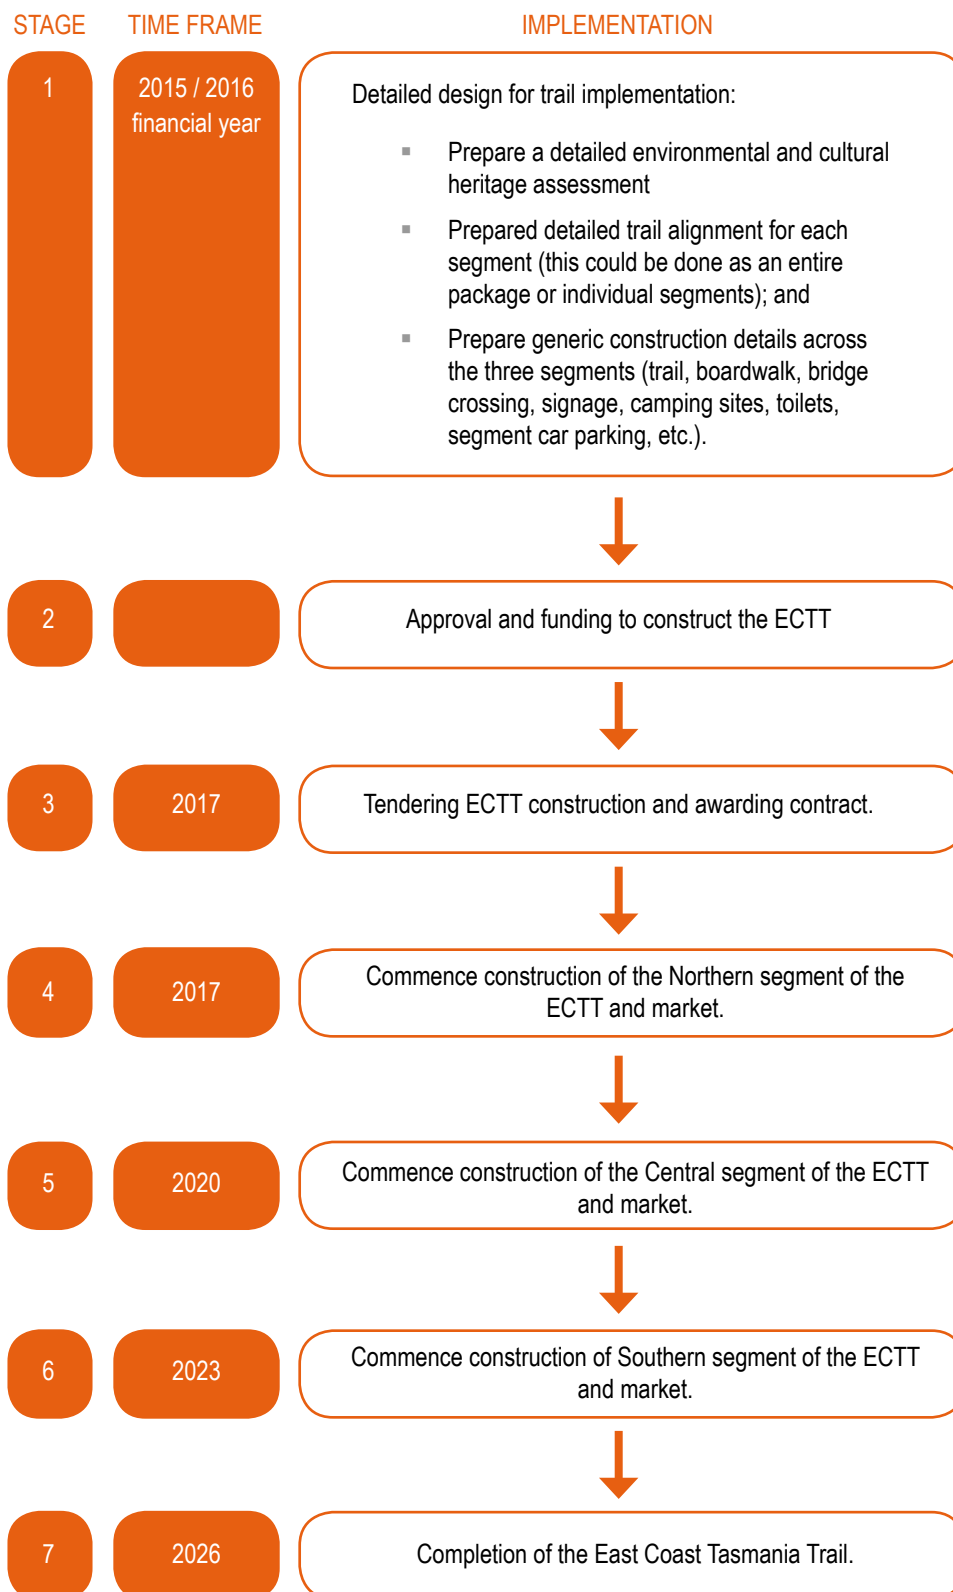 STAGE TIME FRAME IMPLEMENTATION
1
2015 / 2016
financial year
Detailed design for trail implementation:
▪ Prepare a detailed environmental and cultural
heritage assessment
▪ Prepared detailed trail alignment for each
segment (this could be done as an entire
package or individual segments); and
▪ Prepare generic construction details across
the three segments (trail, boardwalk, bridge
crossing, signage, camping sites, toilets,
segment car parking, etc.).
2
Approval and funding to construct the ECTT
3
2017
Tendering ECTT construction and awarding contract.
4
2017
Commence construction of the Northern segment of the
ECTT and market.
5
2020
Commence construction of the Central segment of the ECTT
and market.
6
2023
Commence construction of Southern segment of the ECTT
and market.
7
2026
Completion of the East Coast Tasmania Trail.